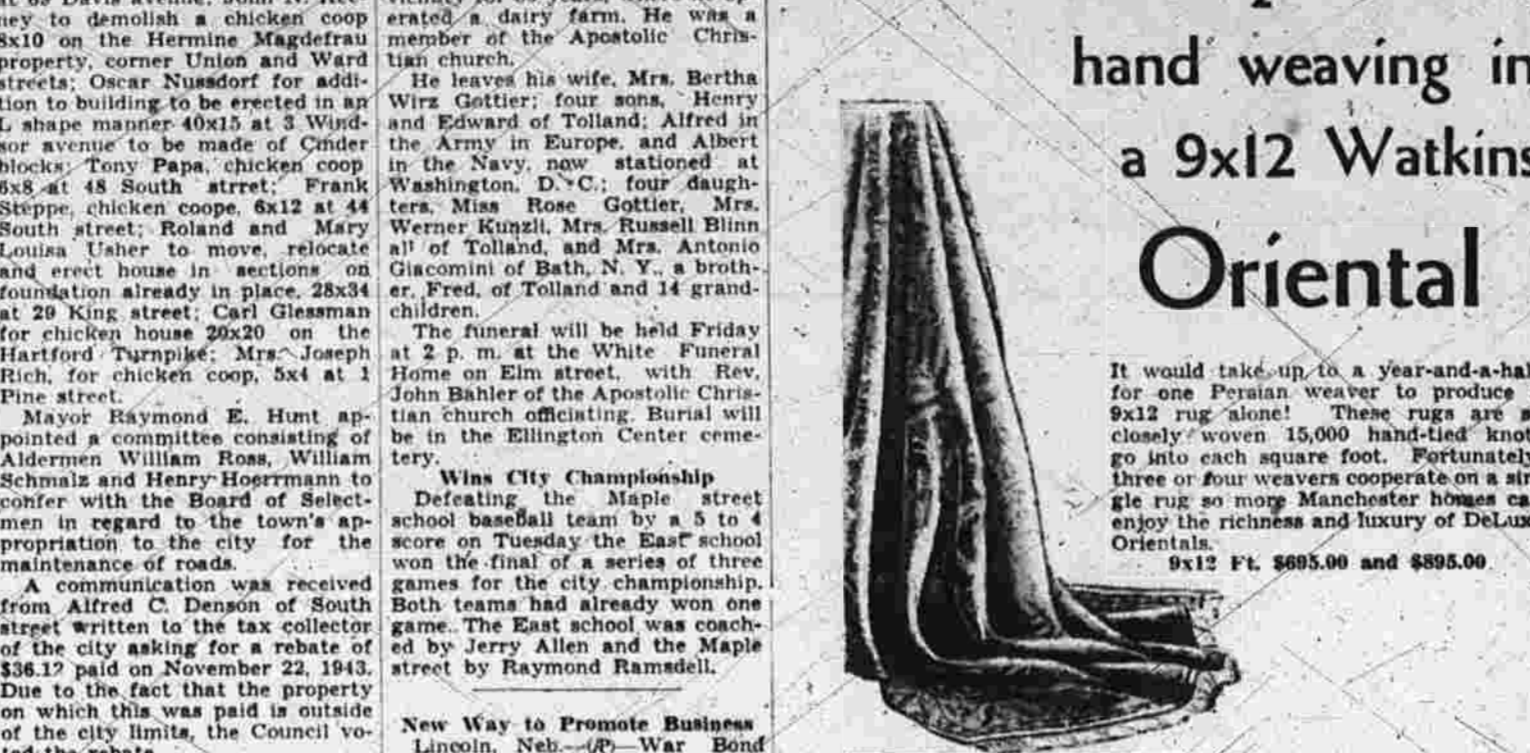 at 69 Davis avenue, John N.
ney to demolish a chicken coop
8x10 on the Hermine Magdefrau
property, corner Union and Ward
streets; Oscar Nussdorf for addi-
tion to building to be erected in an
L shape manner 40x15 at 3 Wind-
sor avenue to be made of Cinder
blocks; Tony Papa, chicken coop
6x8 at 48 South strret; Frank
Steppe, chicken coope, 6x12 at 44
South street; Roland and Mary
Louisa Usher to move, relocate
and erect house in sections on
foundation already in place, 28x34
at 29 King street; Carl Glessman
for chicken house 20x20 on the
Hartford Turnpike; Mrs. Joseph
Rich, for chicken coop, 5x4 at 1
Pine street.
Mayor Raymond E. Hunt ap-
pointed a committee consisting of
Aldermen William Ross, William
Schmalz and Henry Hoerrmann to
confer with the Board of Select-
men in regard to the town's ap-
propriation to the city for the
maintenance of roads.
A communication was received
from Alfred C. Denson of South
street written to the tax collector
of the city asking for a rebate of
$36.12 paid on November 22, 1943.
Due to the fact that the property
on which this was paid is outside
of the city limits, the Council vo-
ted the rebate.
erated a dairy farm. He was a
member of the Apostolic Chris-
tian church.
He leaves his wife, Mrs. Bertha
Wirz Gottier; four sons, Henry
and Edward of Tolland; Alfred in
the Army in Europe, and Albert
in the Navy, now stationed at
Washington, D. C.; four daugh-
ters, Miss Rose Gottier, Mrs.
Werner Kunzli, Mrs. Russell Blinn
all of Tolland, and Mrs. Antonio
Giacomini of Bath, N. Y., a broth-
er, Fred, of Tolland and 14 grand-
children.
The funeral will be held Friday
at 2 p. m. at the White Funeral
Home on Elm street, with Rev.
John Bahler of the Apostolic Chris-
tian church officiating. Burial will
be in the Ellington Center ceme-
tery.
Wins City Championship
Defeating the Maple street
school baseball team by a 5 to 4
score on Tuesday the East school
won the final of a series of three
games for the city championship.
Both teams had already won one
game. The East school was coach-
ed by Jerry Allen and the Maple
street by Raymond Ramsdell.
New Way to Promote Business
Lincoln, Neb.—(AP)—War Bond
hand weaving in
a 9x12 Watkins
Oriental
It would take up to a year-and-a-hal
for one Persian weaver to produce
9x12 rug alone! These rugs are s
closely woven 15,000 hand-tied knot
go into each square foot. Fortunately
three or four weavers cooperate on a sin
gle rug so more Manchester homes ca
enjoy the richness and luxury of DeLux
Orientals.
9x12 Ft. $695.00 and $895.00